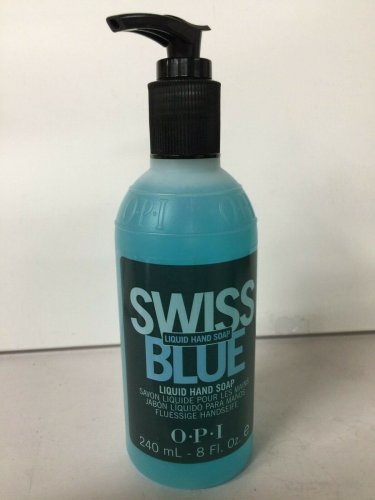 O·P·I
SWISS
LIQUID HAND SOAP
BLUE
LIQUID HAND SOAP
SAVON LIQUIDE POUR LES MAINS
JABÓN LÍQUIDO PARA MANOS
FLUESSIGE HANDSEIFE
O·P·I
240 mL - 8 Fl. Oz. e